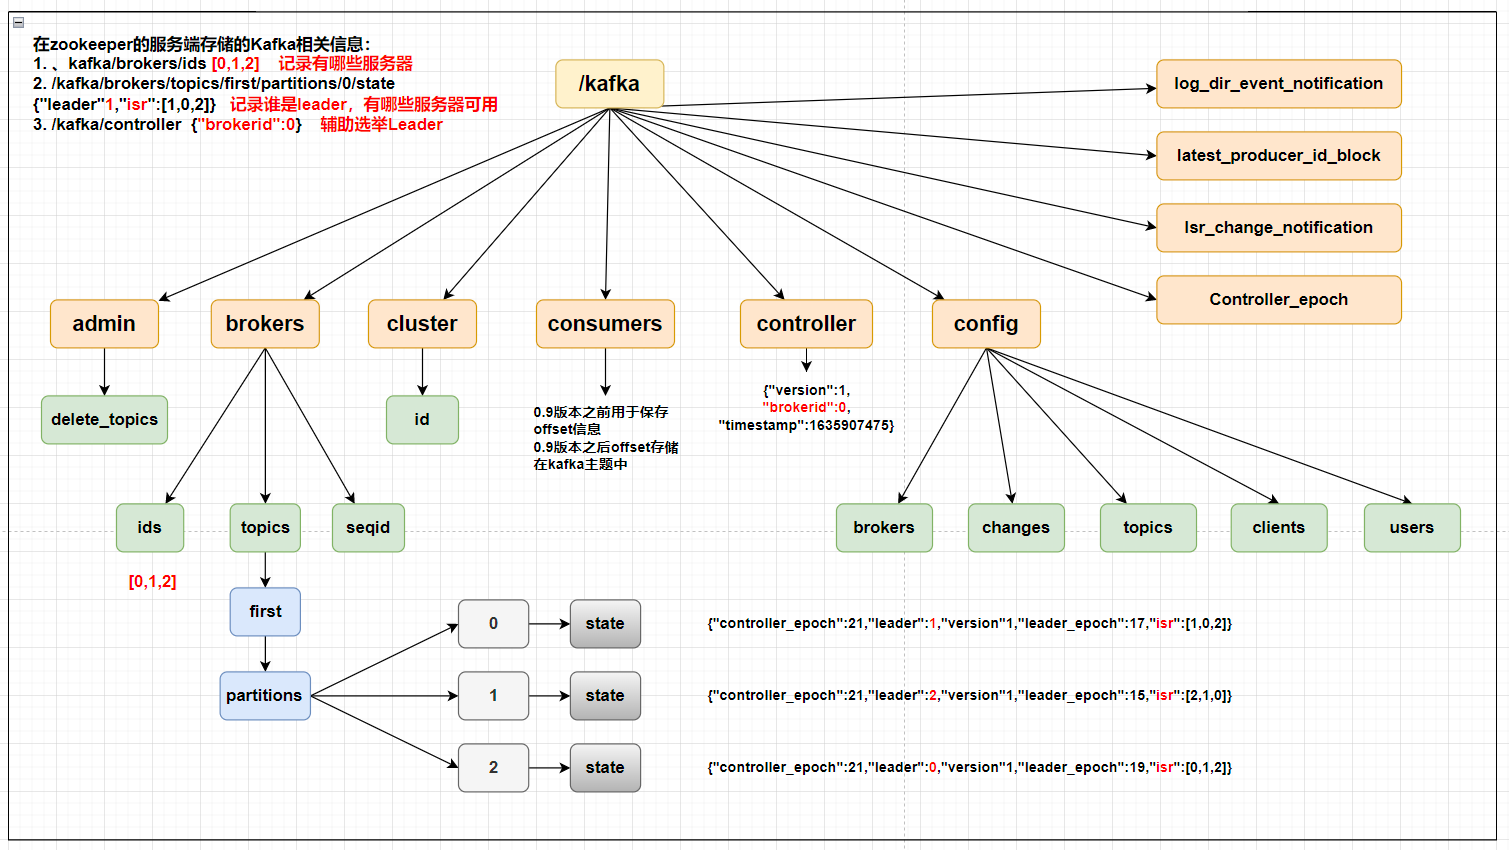 在zookeeper的服务端存储的Kafka相关信息：
1. 、kafka/brokers/ids [0,1,2] 记录有哪些服务器
2. /kafka/brokers/topics/first/partitions/0/state
{"leader"1,"isr":[1,0,2]} 记录谁是leader，有哪些服务器可用
3. /kafka/controller {"brokerid":0} 辅助选举Leader
/kafka
log_dir_event_notification
latest_producer_id_block
Isr_change_notification
Controller_epoch
admin
brokers
cluster
consumers
controller
config
delete_topics
id
0.9版本之前用于保存
offset信息
0.9版本之后offset存储
在kafka主题中
{"version":1,
"brokerid":0,
"timestamp":1635907475}
ids
topics
seqid
brokers
changes
topics
clients
users
[0,1,2]
first
partitions
0
state
{"controller_epoch":21,"leader":1,"version"1,"leader_epoch":17,"isr":[1,0,2]}
1
state
{"controller_epoch":21,"leader":2,"version"1,"leader_epoch":15,"isr":[2,1,0]}
2
state
{"controller_epoch":21,"leader":0,"version"1,"leader_epoch":19,"isr":[0,1,2]}